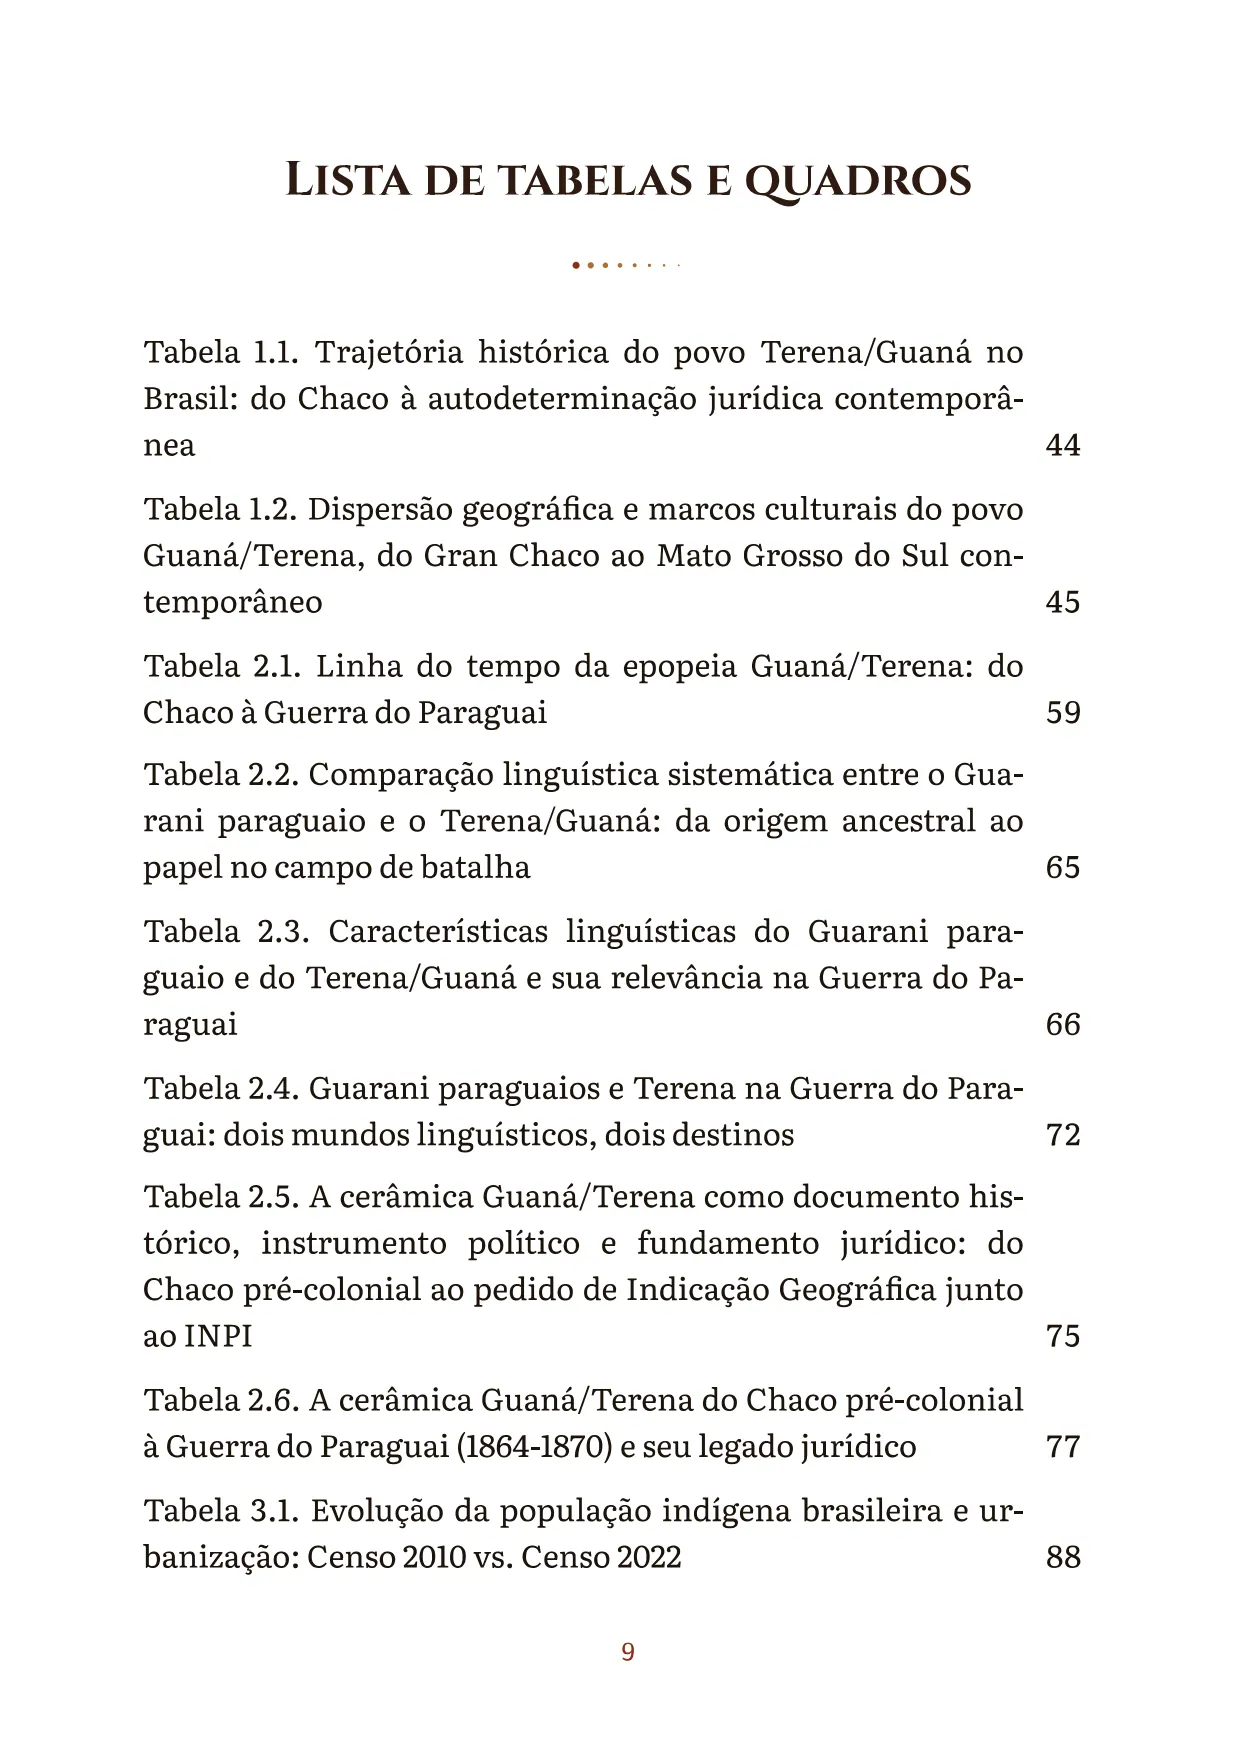 LISTA DE TABELAS E QUADROS
Tabela 1.1. Trajetória histórica do povo Terena/Guaná no
Brasil: do Chaco à autodeterminação jurídica contemporâ-
nea 44
Tabela 1.2. Dispersão geográfica e marcos culturais do povo
Guaná/Terena, do Gran Chaco ao Mato Grosso do Sul con-
temporâneo 45
Tabela 2.1. Linha do tempo da epopeia Guaná/Terena: do
Chaco à Guerra do Paraguai 59
Tabela 2.2. Comparação linguística sistemática entre o Gua-
rani paraguaio e o Terena/Guaná: da origem ancestral ao
papel no campo de batalha 65
Tabela 2.3. Características linguísticas do Guarani para-
guaio e do Terena/Guaná e sua relevância na Guerra do Pa-
raguai 66
Tabela 2.4. Guarani paraguaios e Terena na Guerra do Para-
guai: dois mundos linguísticos, dois destinos 72
Tabela 2.5. A cerâmica Guaná/Terena como documento his-
tórico, instrumento político e fundamento jurídico: do
Chaco pré-colonial ao pedido de Indicação Geográfica junto
ao INPI 75
Tabela 2.6. A cerâmica Guaná/Terena do Chaco pré-colonial
à Guerra do Paraguai (1864-1870) e seu legado jurídico 77
Tabela 3.1. Evolução da população indígena brasileira e ur-
banização: Censo 2010 vs. Censo 2022 88
9